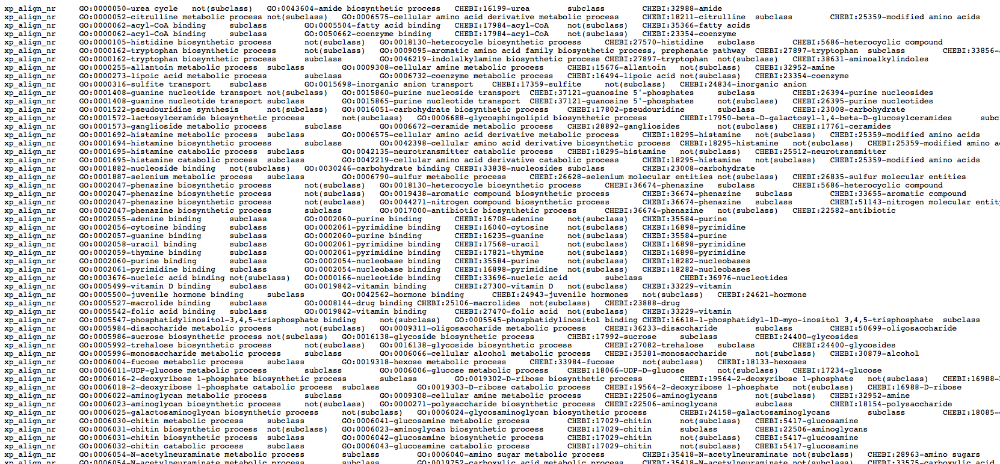 xp_align_nr GO:0000050-urea cycle not(subclass) GO:0043604-amide biosynthetic process CHEBI:16199-urea subclass CHEBI:32988-amide
xp_align_nr GO:0000052-citrulline metabolic process not(subclass) GO:0006575-cellular amino acid derivative metabolic process CHEBI:18211-citrulline subclass CHEBI:25359-modified amino acids
xp_align_nr GO:0000062-acyl-CoA binding subclass GO:0005504-fatty acid binding CHEBI:17984-acyl-CoA not(subclass) CHEBI:35366-fatty acids
xp_align_nr GO:0000062-acyl-CoA binding subclass GO:0050662-coenzyme binding CHEBI:17984-acyl-CoA not(subclass) CHEBI:23354-coenzyme
xp_align_nr GO:0000105-histidine biosynthetic process not(subclass) GO:0018130-heterocycle biosynthetic process CHEBI:27570-histidine subclass CHEBI:5686-heterocyclic compound
xp_align_nr GO:0000162-tryptophan biosynthetic process not(subclass) GO:0009095-aromatic amino acid family biosynthetic process, prephenate pathway CHEBI:27897-tryptophan subclass CHEBI:33856-
xp_align_nr GO:0000162-tryptophan biosynthetic process subclass GO:0046219-indolalkylamine biosynthetic process CHEBI:27897-tryptophan not(subclass) CHEBI:38631-aminoalkylindoles
xp_align_nr GO:0000255-allantoin metabolic process subclass GO:0009308-cellular amine metabolic process CHEBI:15676-allantoin not(subclass) CHEBI:32952-amine
xp_align_nr GO:0000273-lipoic acid metabolic process subclass GO:0006732-coenzyme metabolic process CHEBI:16494-lipoic acid not(subclass) CHEBI:23354-coenzyme
xp_align_nr GO:0000316-sulfite transport subclass GO:0015698-inorganic anion transport CHEBI:17359-sulfite not(subclass) CHEBI:24834-inorganic anion
xp_align_nr GO:0001408-guanine nucleotide transport not(subclass) GO:0015860-purine nucleoside transport CHEBI:37121-guanosine 5'-phosphates subclass CHEBI:26394-purine nucleosides
xp_align_nr GO:0001408-guanine nucleotide transport subclass GO:0015865-purine nucleotide transport CHEBI:37121-guanosine 5'-phosphates not(subclass) CHEBI:26395-purine nucleotides
xp_align_nr GO:0001522-pseudouridine synthesis not(subclass) GO:0016051-carbohydrate biosynthetic process CHEBI:17802-pseudouridine subclass CHEBI:23008-carbohydrate
xp_align_nr GO:0001572-lactosylceramide biosynthetic process not(subclass) GO:0006688-glycosphingolipid biosynthetic process CHEBI:17950-beta-D-galactosyl-1,4-beta-D-glucosylceramides subcl
xp_align_nr GO:0001573-ganglioside metabolic process subclass GO:0006672-ceramide metabolic process CHEBI:28892-gangliosides not(subclass) CHEBI:17761-ceramides
xp_align_nr GO:0001692-histamine metabolic process subclass GO:0006575-cellular amino acid derivative metabolic process CHEBI:18295-histamine not(subclass) CHEBI:25359-modified amino acids
xp_align_nr GO:0001694-histamine biosynthetic process subclass GO:0042398-cellular amino acid derivative biosynthetic process CHEBI:18295-histamine not(subclass) CHEBI:25359-modified amino a
xp_align_nr GO:0001695-histamine catabolic process subclass GO:0042135-neurotransmitter catabolic process CHEBI:18295-histamine not(subclass) CHEBI:25512-neurotransmitter
xp_align_nr GO:0001695-histamine catabolic process subclass GO:0042219-cellular amino acid derivative catabolic process CHEBI:18295-histamine not(subclass) CHEBI:25359-modified amino acids
xp_align_nr GO:0001882-nucleoside binding not(subclass) GO:0030246-carbohydrate binding CHEBI:33838-nucleosides subclass CHEBI:23008-carbohydrate
xp_align_nr GO:0001887-selenium metabolic process subclass GO:0006790-sulfur metabolic process CHEBI:26628-selenium molecular entities not(subclass) CHEBI:26835-sulfur molecular entities
xp_align_nr GO:0002047-phenazine biosynthetic process not(subclass) GO:0018130-heterocycle biosynthetic process CHEBI:36674-phenazine subclass CHEBI:5686-heterocyclic compound
xp_align_nr GO:0002047-phenazine biosynthetic process not(subclass) GO:0019438-aromatic compound biosynthetic process CHEBI:36674-phenazine subclass CHEBI:33655-aromatic compound
xp_align_nr GO:0002047-phenazine biosynthetic process not(subclass) GO:0044271-nitrogen compound biosynthetic process CHEBI:36674-phenazine subclass CHEBI:51143-nitrogen molecular entity
xp_align_nr GO:0002047-phenazine biosynthetic process subclass GO:0017000-antibiotic biosynthetic process CHEBI:36674-phenazine not(subclass) CHEBI:22582-antibiotic
xp_align_nr GO:0002055-adenine binding subclass GO:0002060-purine binding CHEBI:16708-adenine not(subclass) CHEBI:35584-purine
xp_align_nr GO:0002056-cytosine binding subclass GO:0002061-pyrimidine binding CHEBI:16040-cytosine not(subclass) CHEBI:16898-pyrimidine
xp_align_nr GO:0002057-guanine binding subclass GO:0002060-purine binding CHEBI:16235-guanine not(subclass) CHEBI:35584-purine
xp_align_nr GO:0002058-uracil binding subclass GO:0002061-pyrimidine binding CHEBI:17568-uracil not(subclass) CHEBI:16898-pyrimidine
xp_align_nr GO:0002059-thymine binding subclass GO:0002061-pyrimidine binding CHEBI:17821-thymine not(subclass) CHEBI:16898-pyrimidine
xp_align_nr GO:0002060-purine binding subclass GO:0002054-nucleobase binding CHEBI:35584-purine not(subclass) CHEBI:18282-nucleobases
xp_align_nr GO:0002061-pyrimidine binding subclass GO:0002054-nucleobase binding CHEBI:16898-pyrimidine not(subclass) CHEBI:18282-nucleobases
xp_align_nr GO:0003676-nucleic acid binding not(subclass) GO:0000166-nucleotide binding CHEBI:33696-nucleic acid subclass CHEBI:36976-nucleotides
xp_align_nr GO:0005499-vitamin D binding subclass GO:0019842-vitamin binding CHEBI:27300-vitamin D not(subclass) CHEBI:33229-vitamin
xp_align_nr GO:0005500-juvenile hormone binding subclass GO:0042562-hormone binding CHEBI:24943-juvenile hormones not(subclass) CHEBI:24621-hormone
xp_align_nr GO:0005527-macrolide binding subclass GO:0008144-drug binding CHEBI:25106-macrolides not(subclass) CHEBI:23888-drug
xp_align_nr GO:0005542-folic acid binding subclass GO:0019842-vitamin binding CHEBI:27470-folic acid not(subclass) CHEBI:33229-vitamin
xp_align_nr GO:0005547-phosphatidylinositol-3,4,5-trisphosphate binding not(subclass) GO:0005545-phosphatidylinositol binding CHEBI:16618-1-phosphatidyl-1D-myo-inositol 3,4,5-trisphosphate subclass
xp_align_nr GO:0005984-disaccharide metabolic process not(subclass) GO:0009311-oligosaccharide metabolic process CHEBI:36233-disaccharide subclass CHEBI:50699-oligosaccharide
xp_align_nr GO:0005986-sucrose biosynthetic process not(subclass) GO:0016138-glycoside biosynthetic process CHEBI:17992-sucrose subclass CHEBI:24400-glycosides
xp_align_nr GO:0005992-trehalose biosynthetic process not(subclass) GO:0016138-glycoside biosynthetic process CHEBI:27082-trehalose subclass CHEBI:24400-glycosides
xp_align_nr GO:0005996-monosaccharide metabolic process subclass GO:0006066-cellular alcohol metabolic process CHEBI:35381-monosaccharide not(subclass) CHEBI:30879-alcohol
xp_align_nr GO:0006004-fucose metabolic process subclass GO:0019318-hexose metabolic process CHEBI:33984-fucose not(subclass) CHEBI:18133-hexoses
xp_align_nr GO:0006011-UDP-glucose metabolic process subclass GO:0006006-glucose metabolic process CHEBI:18066-UDP-D-glucose not(subclass) CHEBI:17234-glucose
xp_align_nr GO:0006016-2-deoxyribose 1-phosphate biosynthetic process subclass GO:0019302-D-ribose biosynthetic process CHEBI:19564-2-deoxyribose 1-phosphate not(subclass) CHEBI:16988-
xp_align_nr GO:0006018-2-deoxyribose 1-phosphate catabolic process subclass GO:0019303-D-ribose catabolic process CHEBI:19564-2-deoxyribose 1-phosphate not(subclass) CHEBI:16988-D-ribose
xp_align_nr GO:0006022-aminoglycan metabolic process subclass GO:0009308-cellular amine metabolic process CHEBI:22506-aminoglycans not(subclass) CHEBI:32952-amine
xp_align_nr GO:0006023-aminoglycan biosynthetic process not(subclass) GO:0000271-polysaccharide biosynthetic process CHEBI:22506-aminoglycans subclass CHEBI:18154-polysaccharide
xp_align_nr GO:0006025-galactosaminoglycan biosynthetic process not(subclass) GO:0006024-glycosaminoglycan biosynthetic process CHEBI:24158-galactosaminoglycans subclass CHEBI:18085-
xp_align_nr GO:0006030-chitin metabolic process subclass GO:0006041-glucosamine metabolic process CHEBI:17029-chitin not(subclass) CHEBI:5417-glucosamine
xp_align_nr GO:0006031-chitin biosynthetic process not(subclass) GO:0006023-aminoglycan biosynthetic process CHEBI:17029-chitin subclass CHEBI:22506-aminoglycans
xp_align_nr GO:0006031-chitin biosynthetic process subclass GO:0006042-glucosamine biosynthetic process CHEBI:17029-chitin not(subclass) CHEBI:5417-glucosamine
xp_align_nr GO:0006032-chitin catabolic process subclass GO:0006043-glucosamine catabolic process CHEBI:17029-chitin not(subclass) CHEBI:5417-glucosamine
xp_align_nr GO:0006054-N-acetylneuraminate metabolic process subclass GO:0006040-amino sugar metabolic process CHEBI:35418-N-acetylneuraminate not(subclass) CHEBI:28963-amino sugars
xp_align_nr GO:0006054-N-acetylneuraminate metabolic process subclass GO:0019752-carboxylic acid metabolic process CHEBI:35418-N-acetylneuraminate not(subclass) CHEBI:33575-carboxylic acid